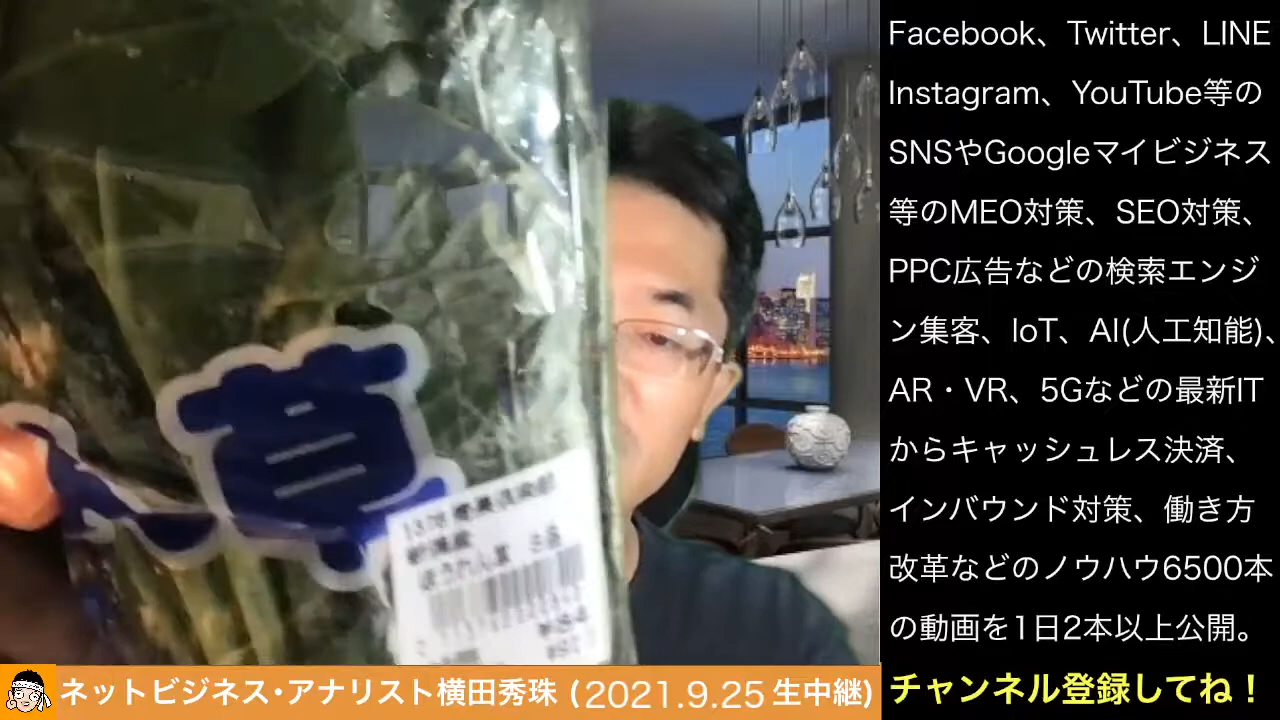 草
ほうれん草
¥84
Facebook、Twitter、LINE
Instagram、YouTube等の
SNSやGoogleマイビジネス
等のMEO対策、SEO対策、
PPC広告などの検索エンジ
ン集客、IoT、AI(人工知能)、
AR・VR、5Gなどの最新IT
からキャッシュレス決済、
インバウンド対策、働き方
改革などのノウハウ6500本
の動画を1日2本以上公開。
チャンネル登録してね！
ネットビジネス・アナリスト横田秀珠（2021.9.25生中継)